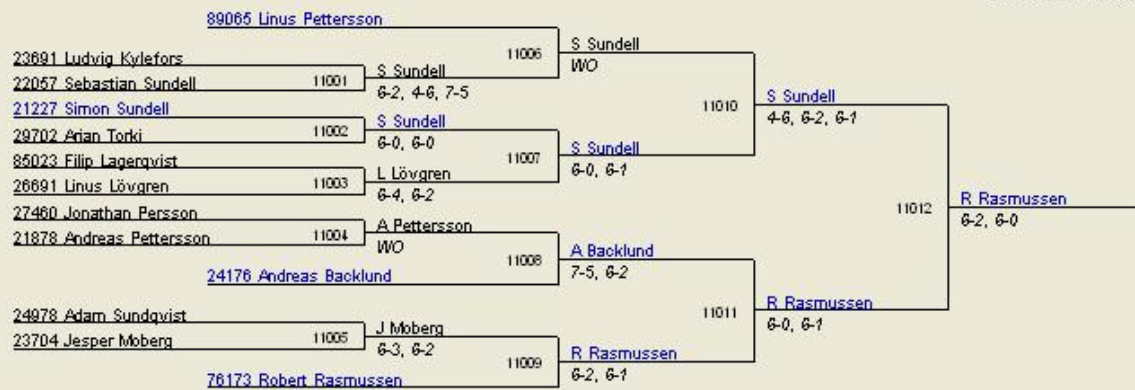 89065 Linus Pettersson
23691 Ludvig Kylefors
22057 Sebastian Sundell
21227 Simon Sundell
29702 Arian Torki
85023 Filip Lagerqvist
26691 Linus Lövgren
27460 Jonathan Persson
21878 Andreas Pettersson
24176 Andreas Backlund
24978 Adam Sundqvist
23704 Jesper Moberg
76173 Robert Rasmussen
11001
S Sundell
6-2, 4-6, 7-5
11002
S Sundell
6-0, 6-0
11003
L Lövgren
6-4, 6-2
11004
A Pettersson
WO
11005
J Moberg
6-3, 6-2
11006
S Sundell
WO
11007
S Sundell
6-0, 6-1
11008
A Backlund
7-5, 6-2
11009
R Rasmussen
6-2, 6-1
11010
S Sundell
4-6, 6-2, 6-1
11011
R Rasmussen
6-0, 6-1
11012
R Rasmussen
6-2, 6-0